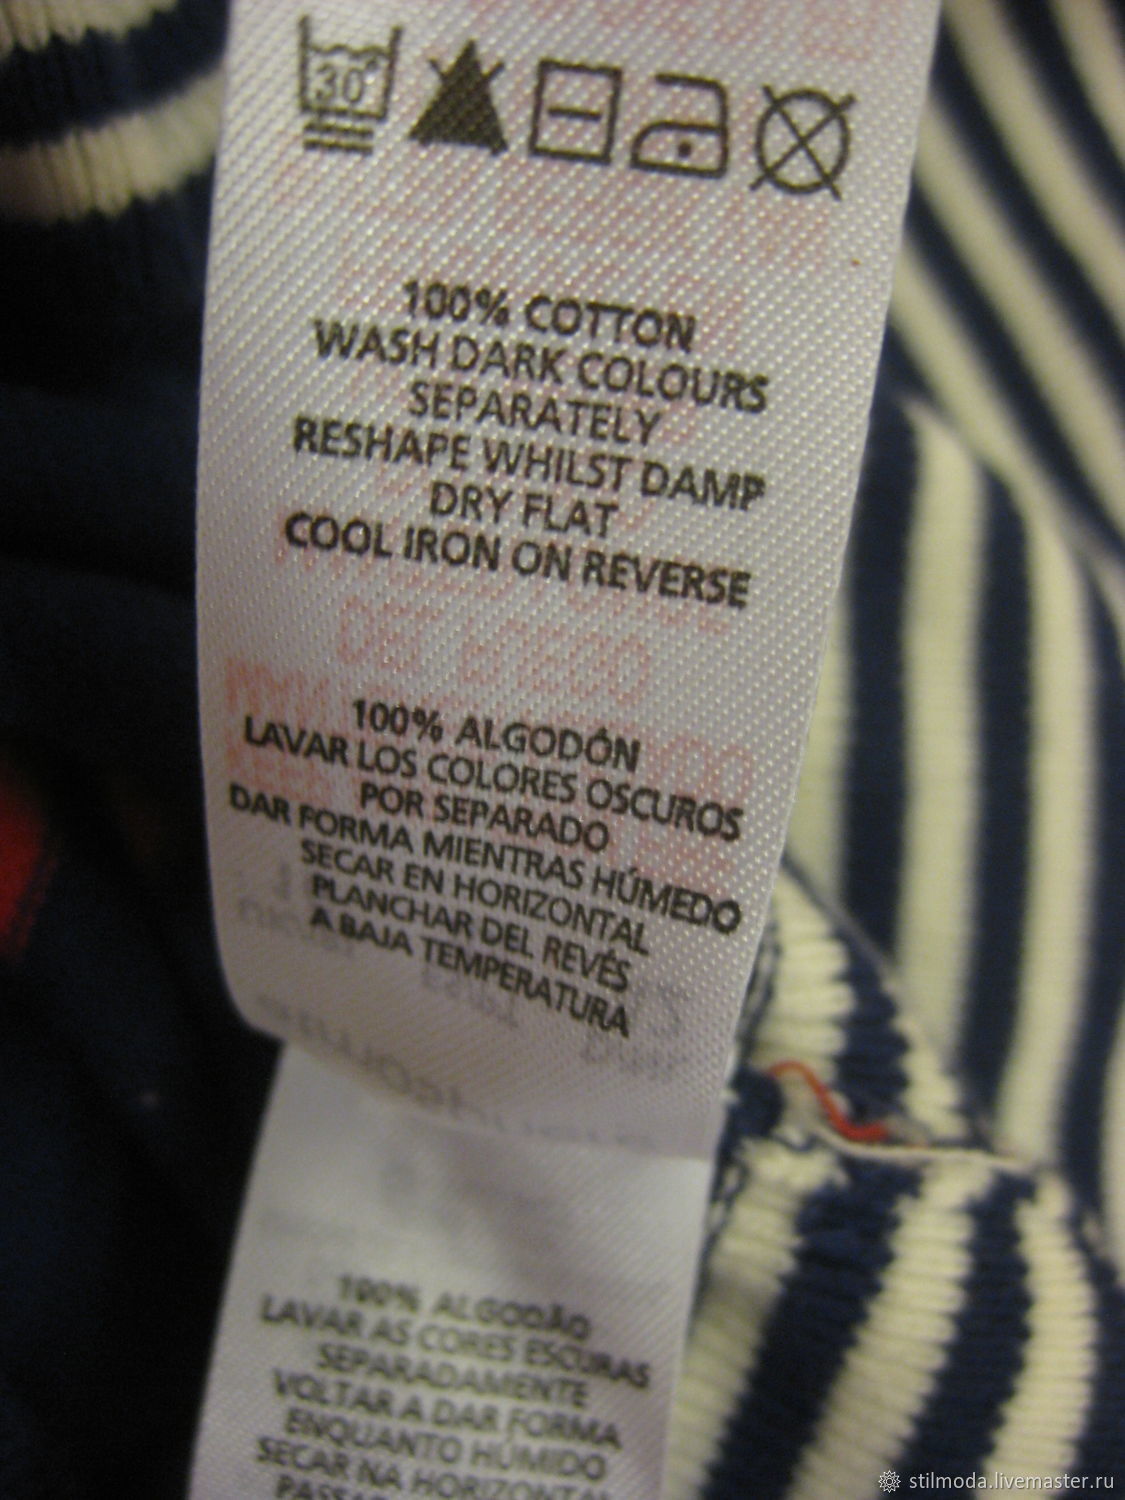 30°
100% COTTON
WASH DARK COLOURS
SEPARATELY
RESHAPE WHILST DAMP
DRY FLAT
COOL IRON ON REVERSE
100% ALGODÓN
LAVAR LOS COLORES OSCUROS
POR SEPARADO
DAR FORMA MIENTRAS HÚMEDO
SECAR EN HORIZONTAL
PLANCHAR DEL REVÉS
A BAJA TEMPERATURA
100% ALGODÃO
LAVAR AS CORES ESCURAS
SEPARADAMENTE
VOLTAR A DAR FORMA
ENQUANTO HÚMIDO
SECAR NA HORIZONTAL
stilmoda.livemaster.ru